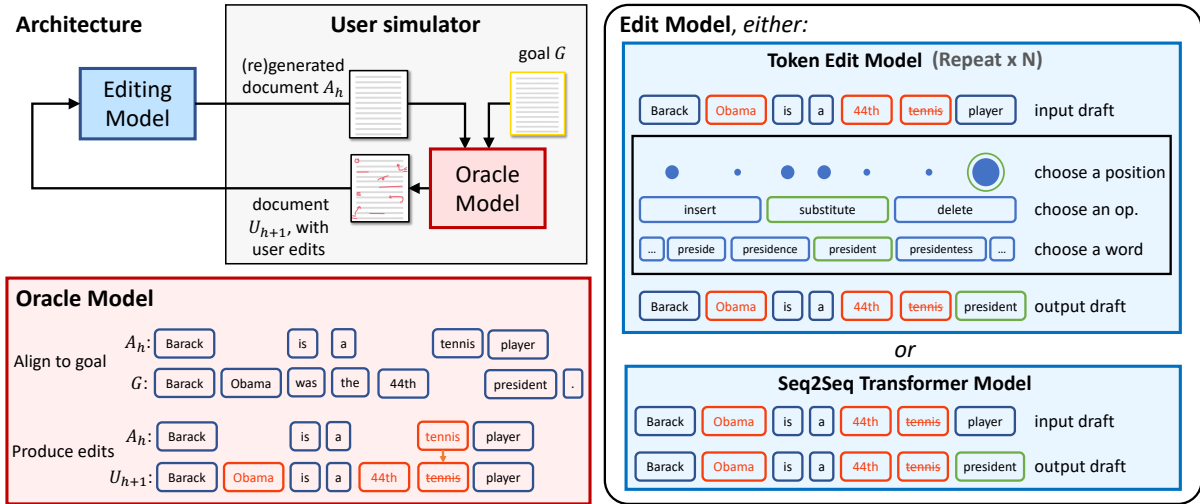 Architecture
User simulator
Editing
Model
(re)generated
document A_h
goal G
Oracle
Model
document
U_{h+1}, with
user edits
Oracle Model
Align to goal
A_h: Barack is a tennis player
G: Barack Obama was the 44th president .
Produce edits
A_h: Barack is a tennis player
U_{h+1}: Barack Obama is a 44th tennis player
Edit Model, either:
Token Edit Model (Repeat x N)
Barack Obama is a 44th tennis player input draft
choose a position
insert substitute delete choose an op.
... preside presidence president presidentess ... choose a word
Barack Obama is a 44th tennis president output draft
or
Seq2Seq Transformer Model
Barack Obama is a 44th tennis player input draft
Barack Obama is a 44th tennis president output draft